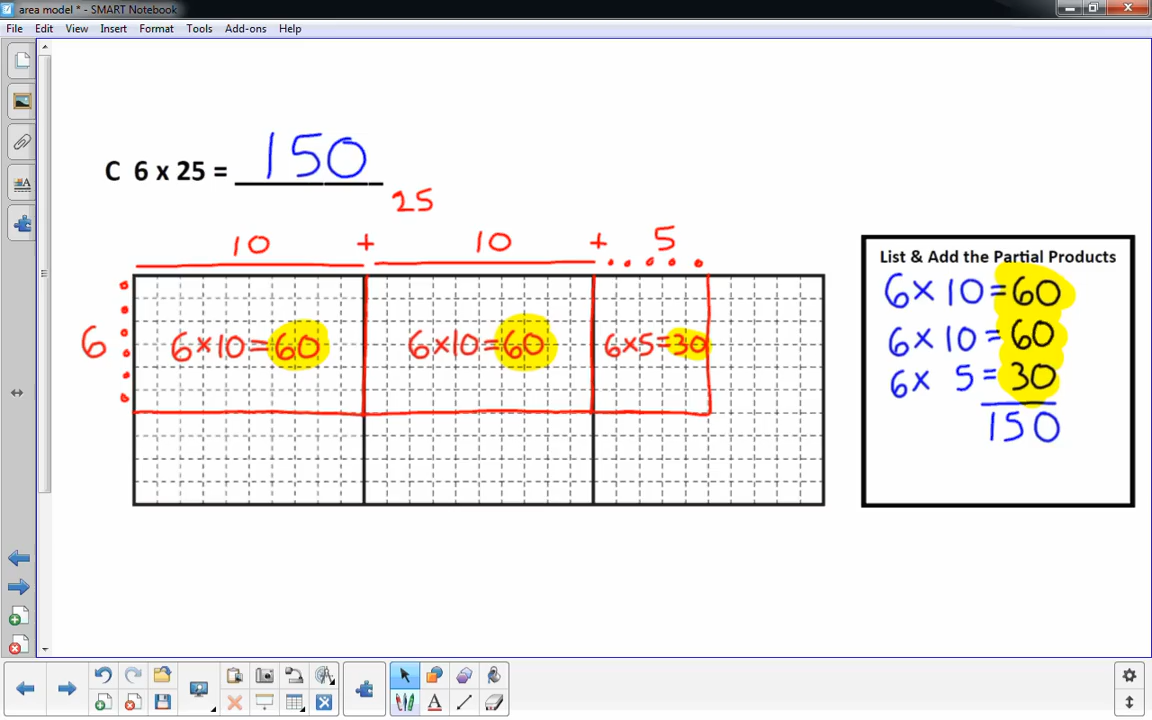 area model * - SMART Notebook
File Edit View Insert Format Tools Add-ons Help
C 6 x 25 = 150
25
10 + 10 + 5
6
6×10=60 6×10=60 6×5=30
List & Add the Partial Products
6× 10=60
6× 10=60
6× 5=30
150